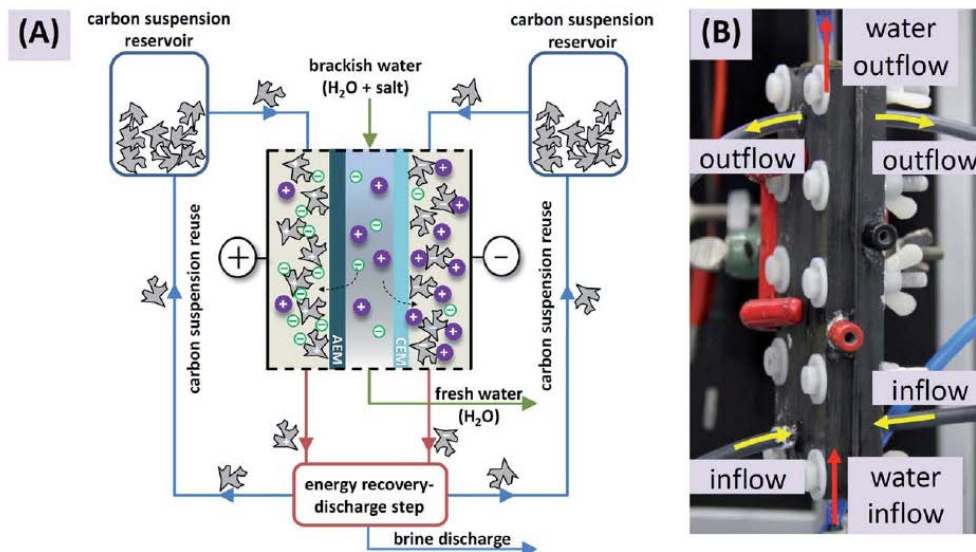 (A)
carbon suspension
reservoir
brackish water
(H₂O + salt)
carbon suspension
reservoir
+
−
AEM
CEM
carbon suspension reuse
carbon suspension reuse
fresh water
(H₂O)
energy recovery-
discharge step
brine discharge
(B)
water
outflow
outflow
outflow
inflow
inflow
water
inflow